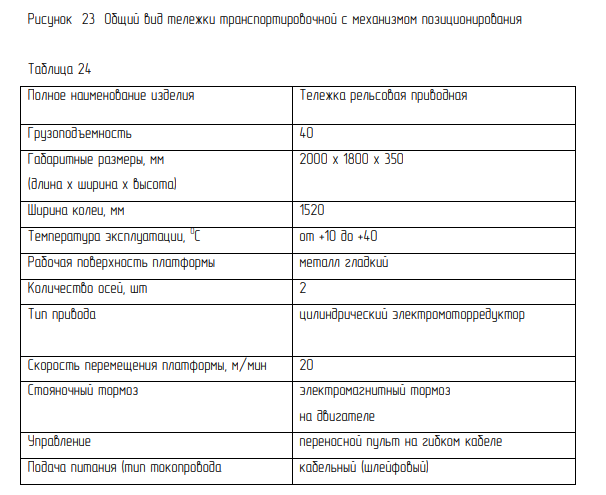 Рисунок 23 Общий вид тележки транспортировочной с механизмом позиционирования
Таблица 24
Полное наименование изделия Тележка рельсовая приводная
Грузоподъемность 40
Габаритные размеры, мм 2000 х 1800 х 350
(длина х ширина х высота)
Ширина колеи, мм 1520
Температура эксплуатации, ⁰С от +10 до +40
Рабочая поверхность платформы металл гладкий
Количество осей, шт 2
Тип привода цилиндрический электромоторредуктор
Скорость перемещения платформы, м/мин 20
Стояночный тормоз электромагнитный тормоз
на двигателе
Управление переносной пульт на гибком кабеле
Подача питания (тип токопровода кабельный (шлейфовый)